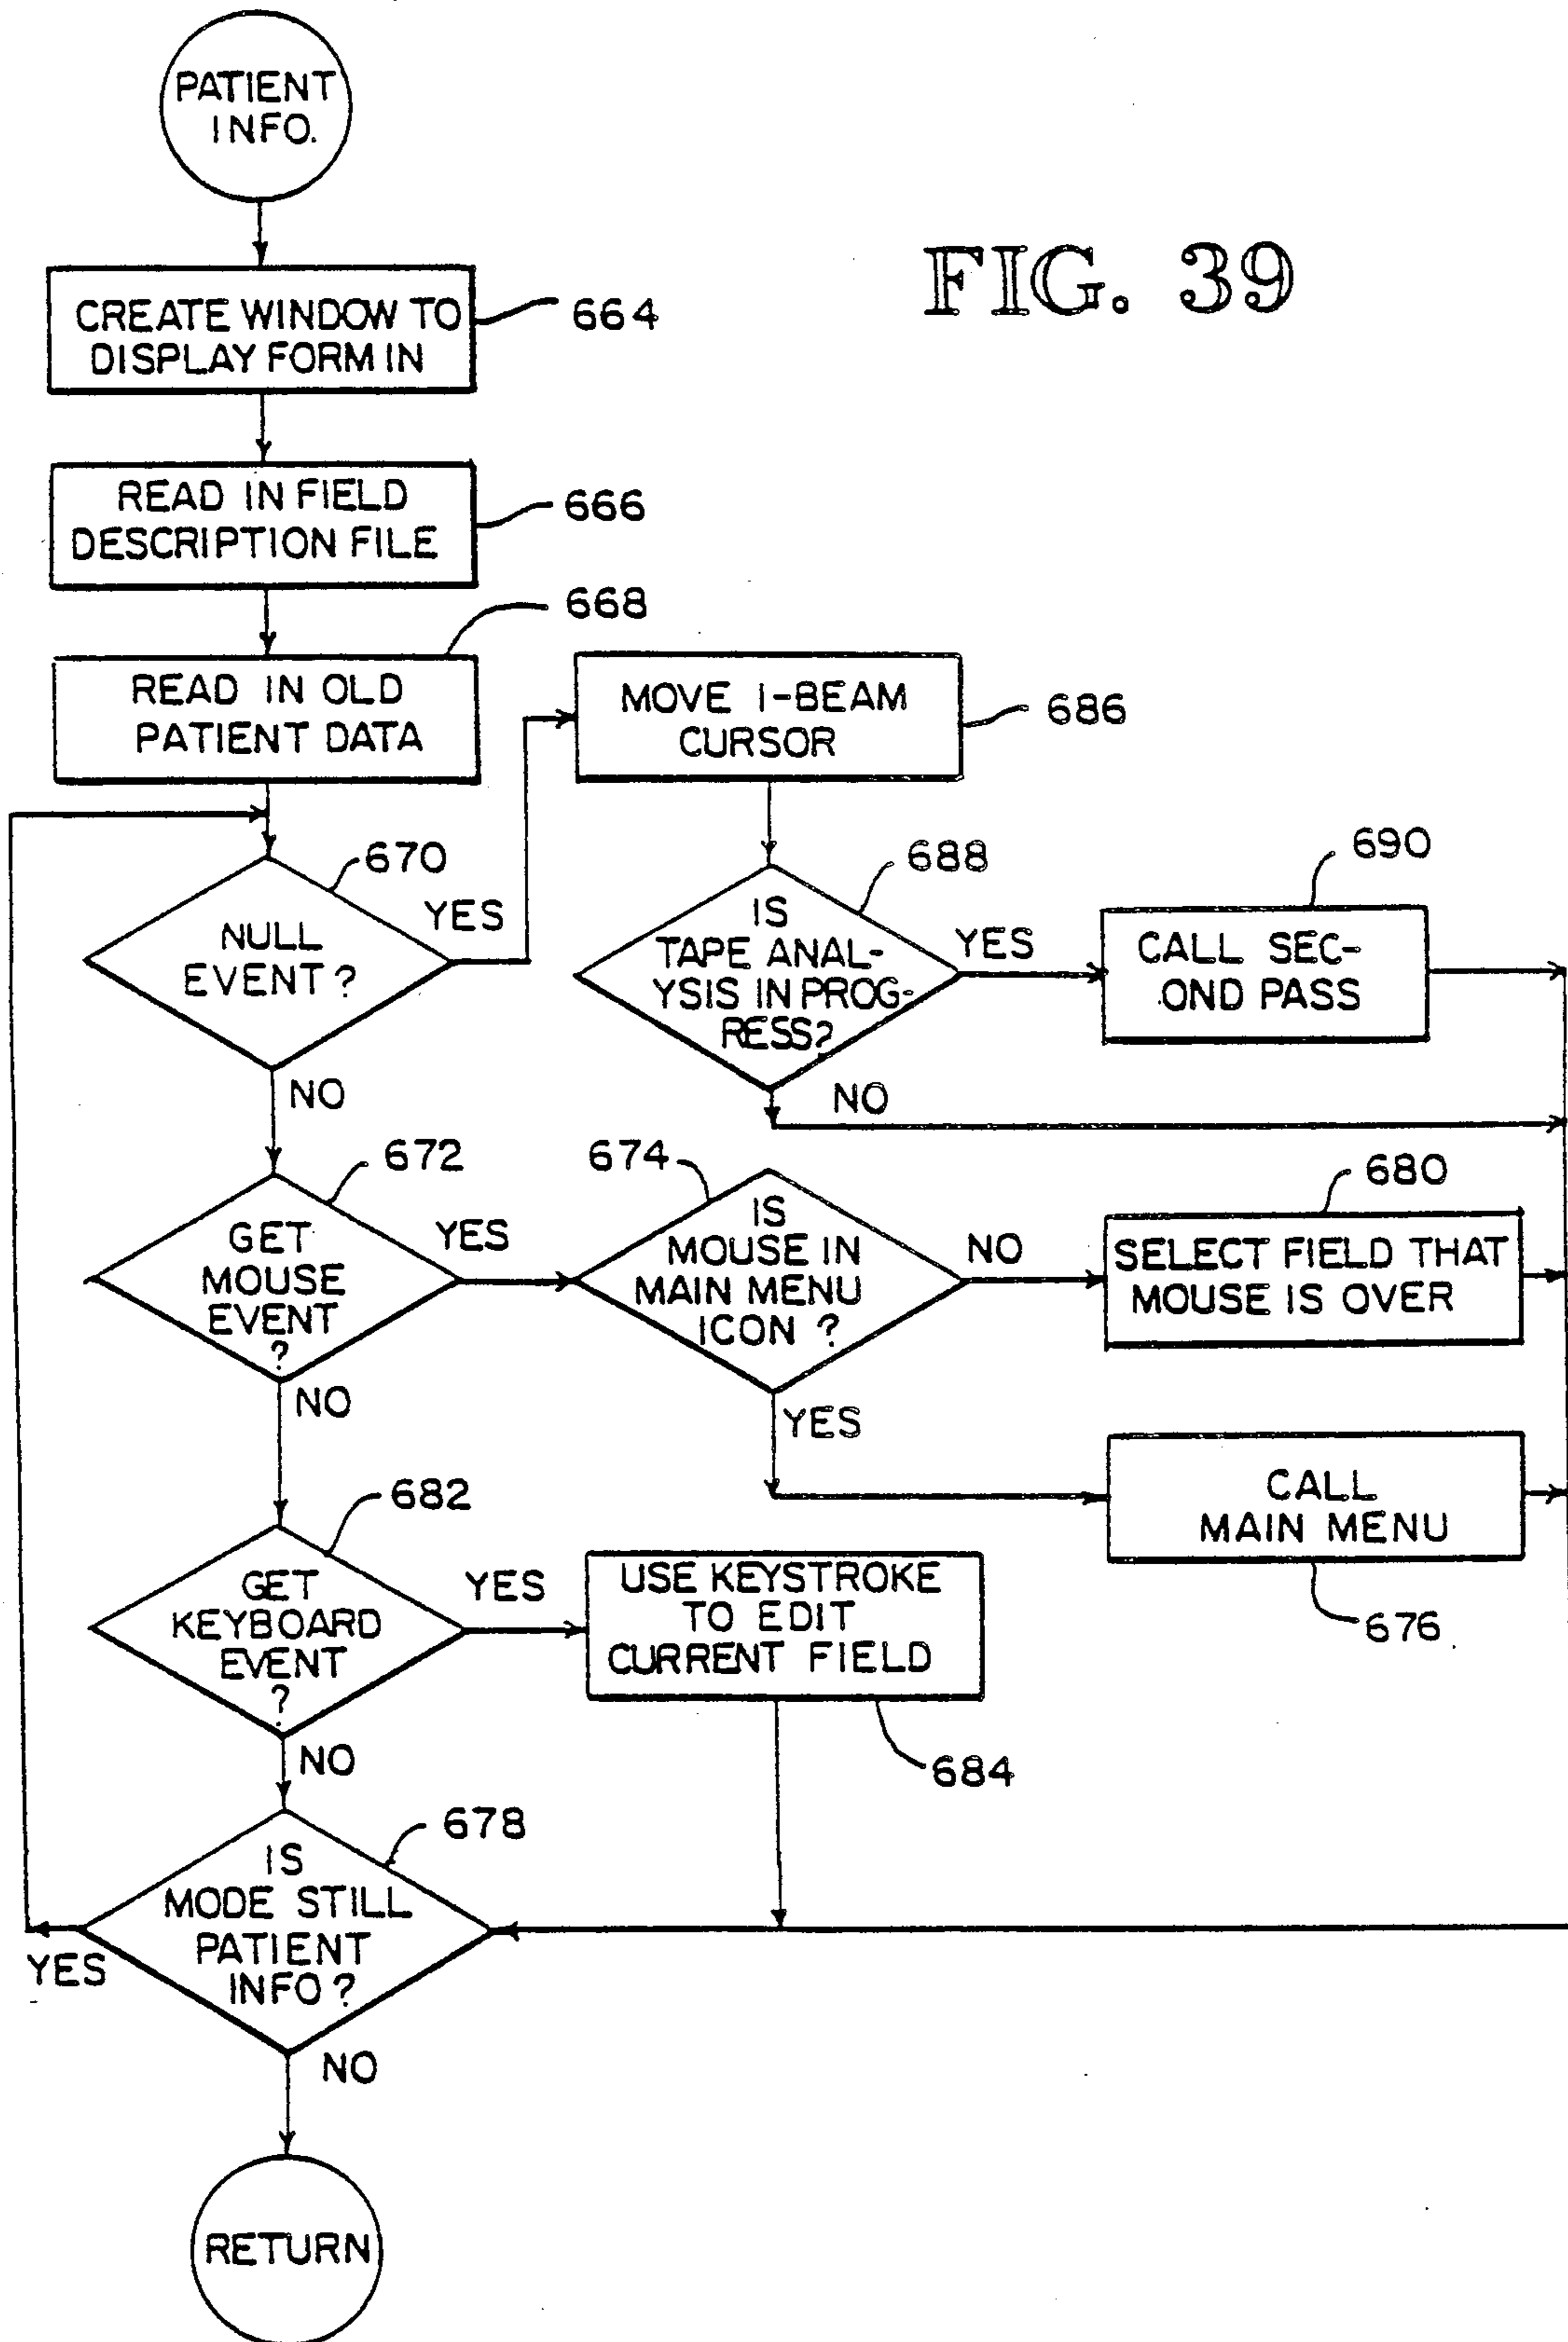 PATIENT
INFO.
FIG. 39
CREATE WINDOW TO
DISPLAY FORM IN
664
READ IN FIELD
DESCRIPTION FILE
666
668
READ IN OLD
PATIENT DATA
MOVE I-BEAM
CURSOR
686
670
NULL
EVENT?
YES
NO
688
IS
TAPE ANAL-
YSIS IN PROG-
RESS?
YES
NO
690
CALL SEC-
OND PASS
672
GET
MOUSE
EVENT
?
YES
NO
674
IS
MOUSE IN
MAIN MENU
ICON ?
NO
YES
680
SELECT FIELD THAT
MOUSE IS OVER
CALL
MAIN MENU
676
682
GET
KEYBOARD
EVENT
?
YES
NO
USE KEYSTROKE
TO EDIT
CURRENT FIELD
684
678
IS
MODE STILL
PATIENT
INFO?
YES
NO
RETURN